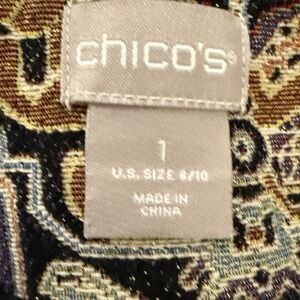 chico's®
1
U.S. SIZE 8/10
MADE IN
CHINA